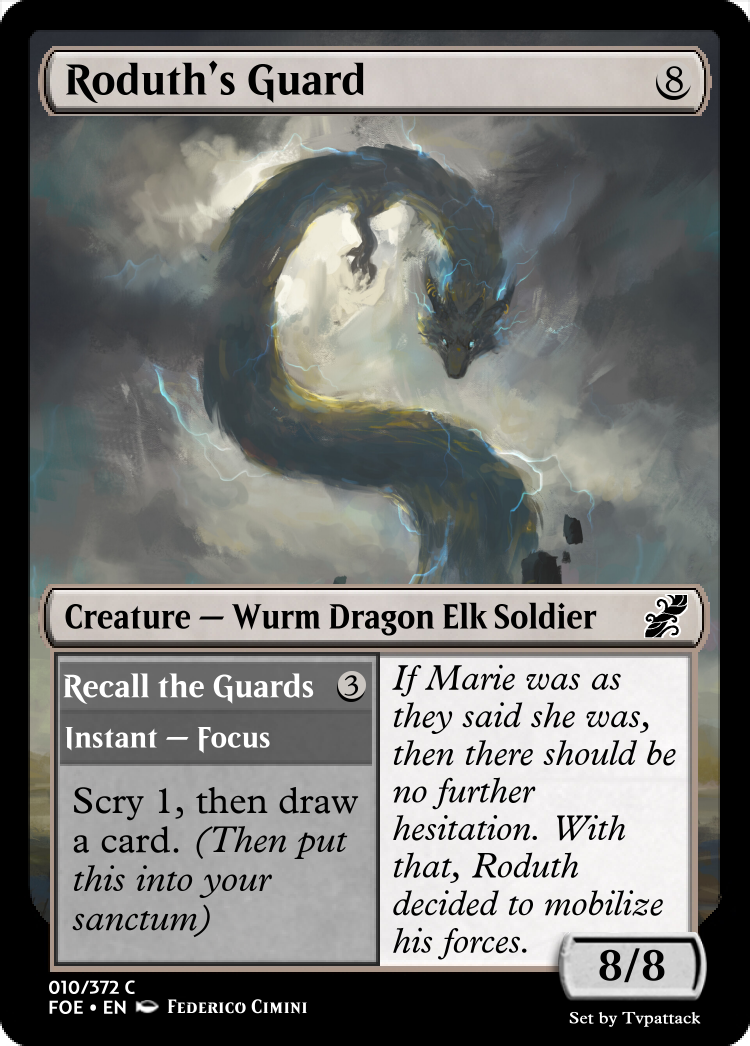 Roduth's Guard 8
Creature — Wurm Dragon Elk Soldier
Recall the Guards 3
Instant — Focus
Scry 1, then draw
a card. (Then put
this into your
sanctum)
If Marie was as
they said she was,
then there should be
no further
hesitation. With
that, Roduth
decided to mobilize
his forces.
8/8
010/372 C
FOE • EN Federico Cimini
Set by Tvpattack